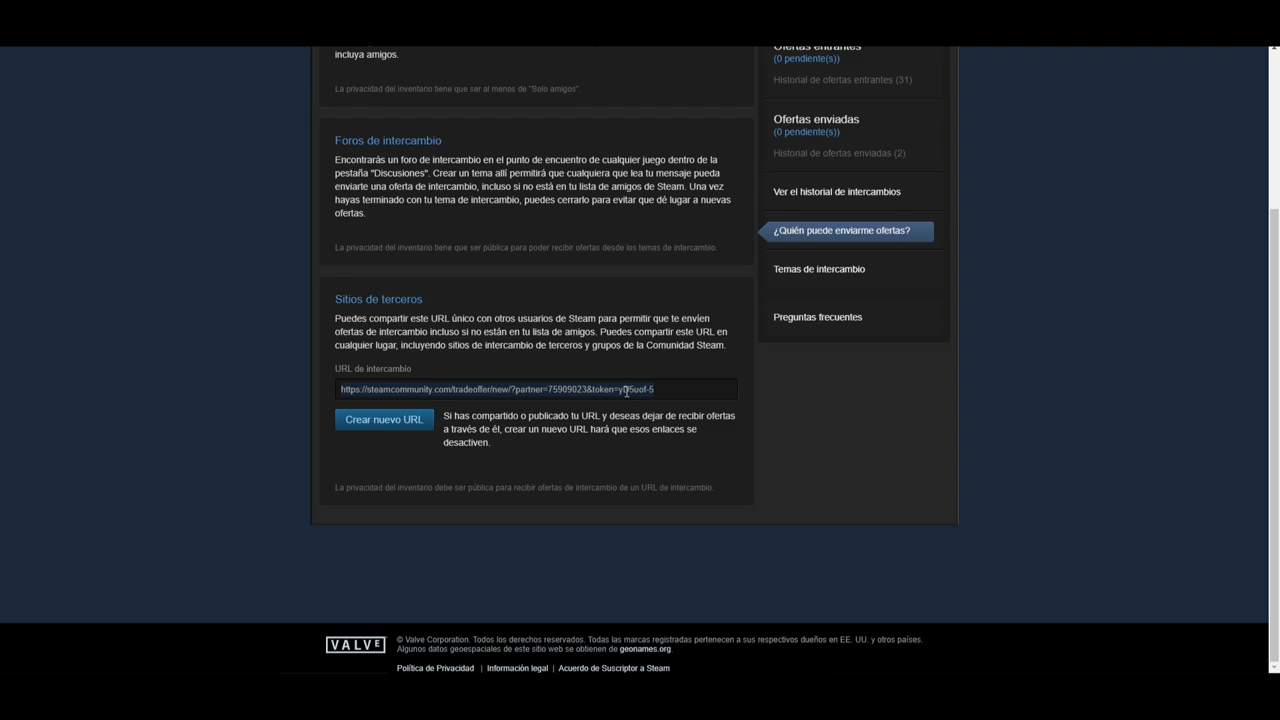 incluya amigos.
La privacidad del inventario tiene que ser al menos de "Solo amigos".
Foros de intercambio
Encontrarás un foro de intercambio en el punto de encuentro de cualquier juego dentro de la
pestaña "Discusiones". Crear un tema allí permitirá que cualquiera que lea tu mensaje pueda
enviarte una oferta de intercambio, incluso si no está en tu lista de amigos de Steam. Una vez
hayas terminado con tu tema de intercambio, puedes cerrarlo para evitar que dé lugar a nuevas
ofertas.
La privacidad del inventario tiene que ser pública para poder recibir ofertas desde los temas de intercambio.
Sitios de terceros
Puedes compartir este URL único con otros usuarios de Steam para permitir que te envíen
ofertas de intercambio incluso si no están en tu lista de amigos. Puedes compartir este URL en
cualquier lugar, incluyendo sitios de intercambio de terceros y grupos de la Comunidad Steam.
URL de intercambio
Crear nuevo URL
Si has compartido o publicado tu URL y deseas dejar de recibir ofertas
a través de él, crear un nuevo URL hará que esos enlaces se
desactiven.
La privacidad del inventario debe ser pública para recibir ofertas de intercambio de un URL de intercambio.
Ofertas entrantes
(0 pendiente(s))
Historial de ofertas entrantes (31)
Ofertas enviadas
(0 pendiente(s))
Historial de ofertas enviadas (2)
Ver el historial de intercambios
¿Quién puede enviarme ofertas?
Temas de intercambio
Preguntas frecuentes
VALVE
© Valve Corporation. Todos los derechos reservados. Todas las marcas registradas pertenecen a sus respectivos dueños en EE. UU. y otros países.
Algunos datos geoespaciales de este sitio web se obtienen de geonames.org.
Política de Privacidad | Información legal | Acuerdo de Suscriptor a Steam